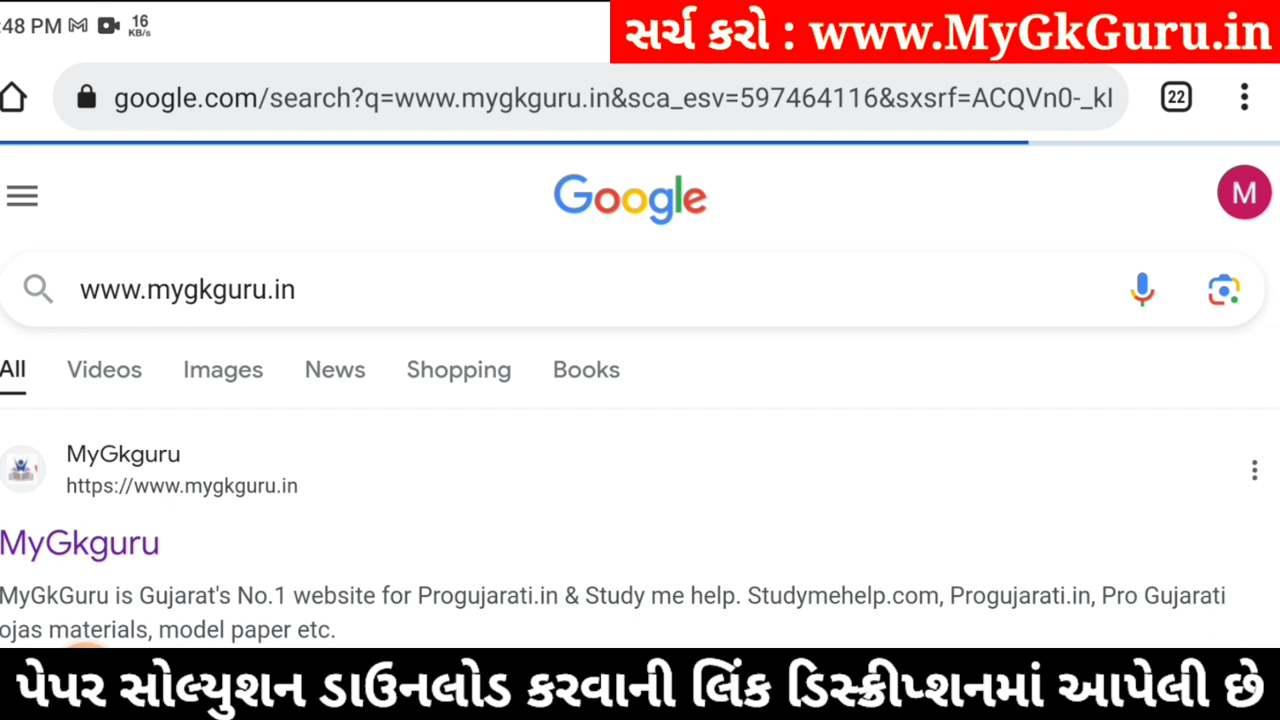 :48 PM 16 KB/s
સર્ચ કરો : www.MyGkGuru.in
google.com/search?q=www.mygkguru.in&sca_esv=597464116&sxsrf=ACQVn0-_kI
22
Google
M
www.mygkguru.in
All Videos Images News Shopping Books
MyGkguru
https://www.mygkguru.in
MyGkguru
MyGkGuru is Gujarat's No.1 website for Progujarati.in & Study me help. Studymehelp.com, Progujarati.in, Pro Gujarati
ojas materials, model paper etc.
પેપર સોલ્યુશન ડાઉનલોડ કરવાની લિંક ડિસ્ક્રીપ્શનમાં આપેલી છે